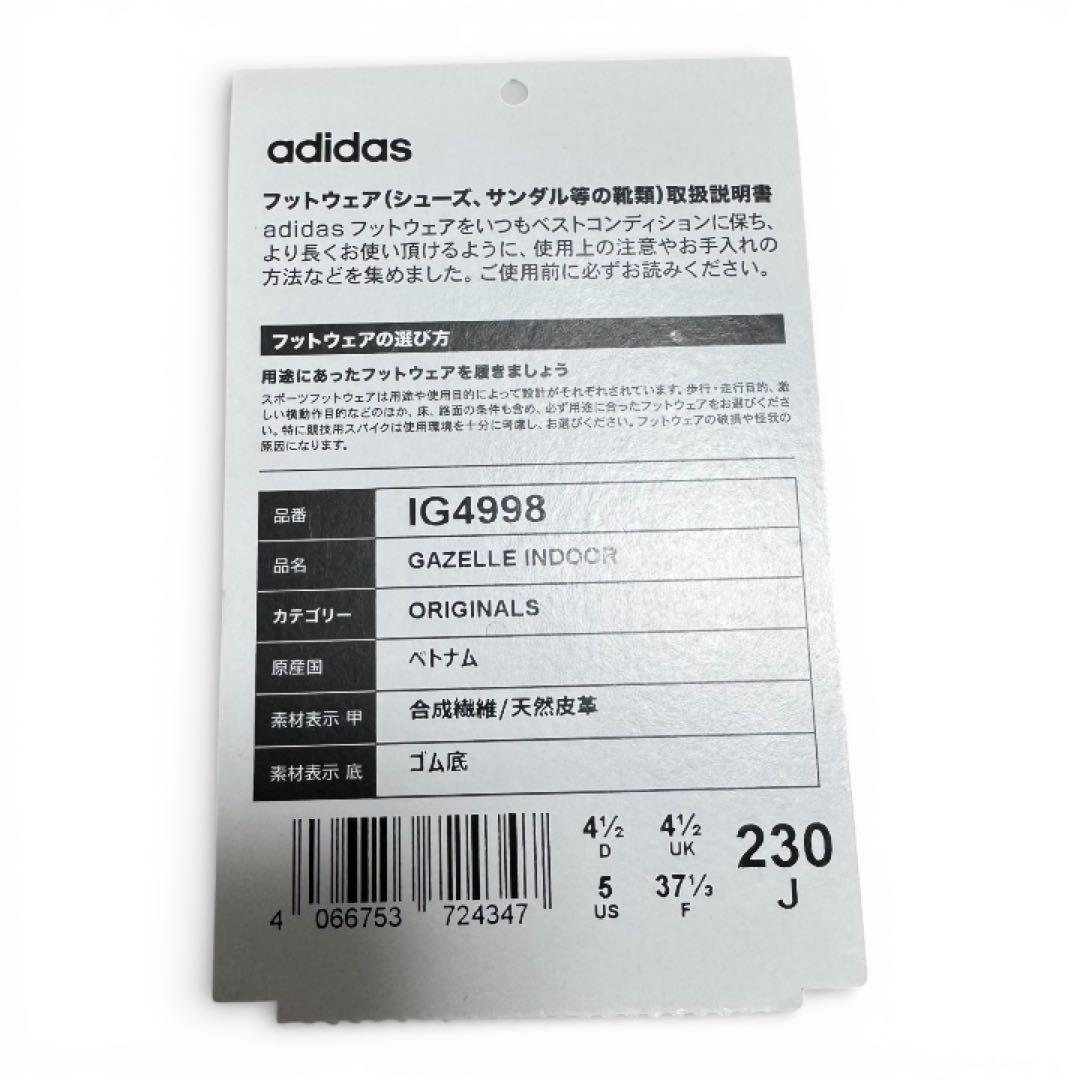 adidas
フットウェア(シューズ、サンダル等の靴類)取扱説明書
adidas フットウェアをいつもベストコンディションに保ち、
より長くお使い頂けるように、使用上の注意やお手入れの
方法などを集めました。ご使用前に必ずお読みください。
フットウェアの選び方
用途にあったフットウェアを履きましょう
スポーツフットウェアは用途や使用目的によって設計がそれぞれされています。歩行・走行目的、激
しい横動作目的などのほか、床、路面の条件も含め、必ず用途に合ったフットウェアをお選びくださ
い。特に競技用スパイクは使用環境を十分に考慮し、お選びください。フットウェアの破損や怪我の
原因になります。
品番 IG4998
品名 GAZELLE INDOOR
カテゴリー ORIGINALS
原産国 ベトナム
素材表示 甲 合成繊維/天然皮革
素材表示 底 ゴム底
4½ 4½ 230
D UK J
5 37⅓
US F
4 066753 724347